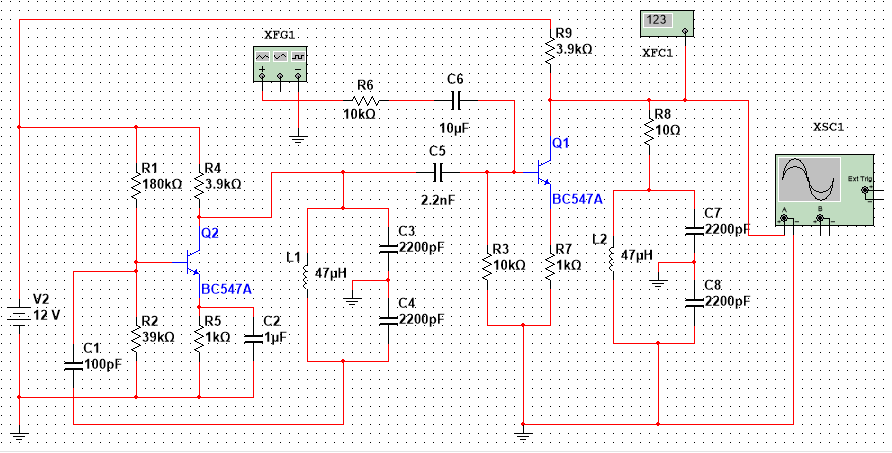 123
XFG1
XFC1
R9
3.9kΩ
R6
10kΩ
C6
10μF
R8
10Ω
XSC1
Ext Trig
A
B
Q1
BC547A
C5
2.2nF
R1
180kΩ
R4
3.9kΩ
Q2
BC547A
L1
47μH
C3
2200pF
C4
2200pF
R3
10kΩ
R7
1kΩ
L2
47μH
C7
2200pF
C8
2200pF
V2
12 V
C1
100pF
R2
39kΩ
R5
1kΩ
C2
1μF